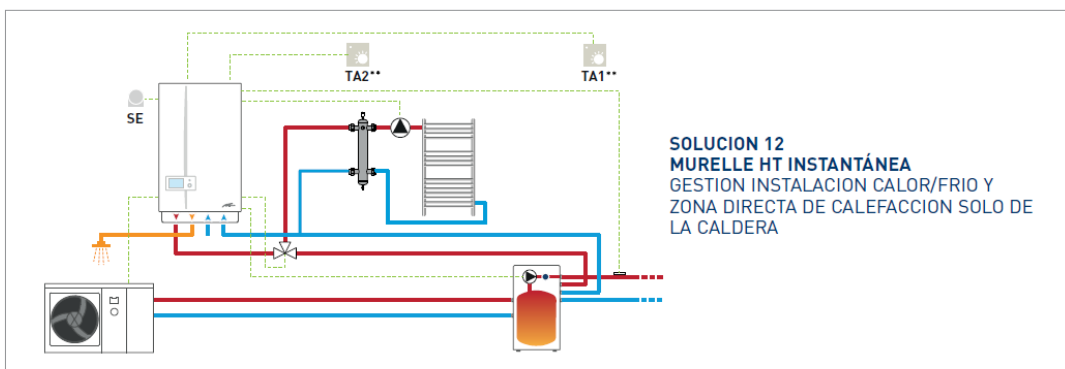 TA2**
TA1**
SE
SOLUCION 12
MURELLE HT INSTANTÁNEA
GESTION INSTALACION CALOR/FRIO Y
ZONA DIRECTA DE CALEFACCION SOLO DE
LA CALDERA